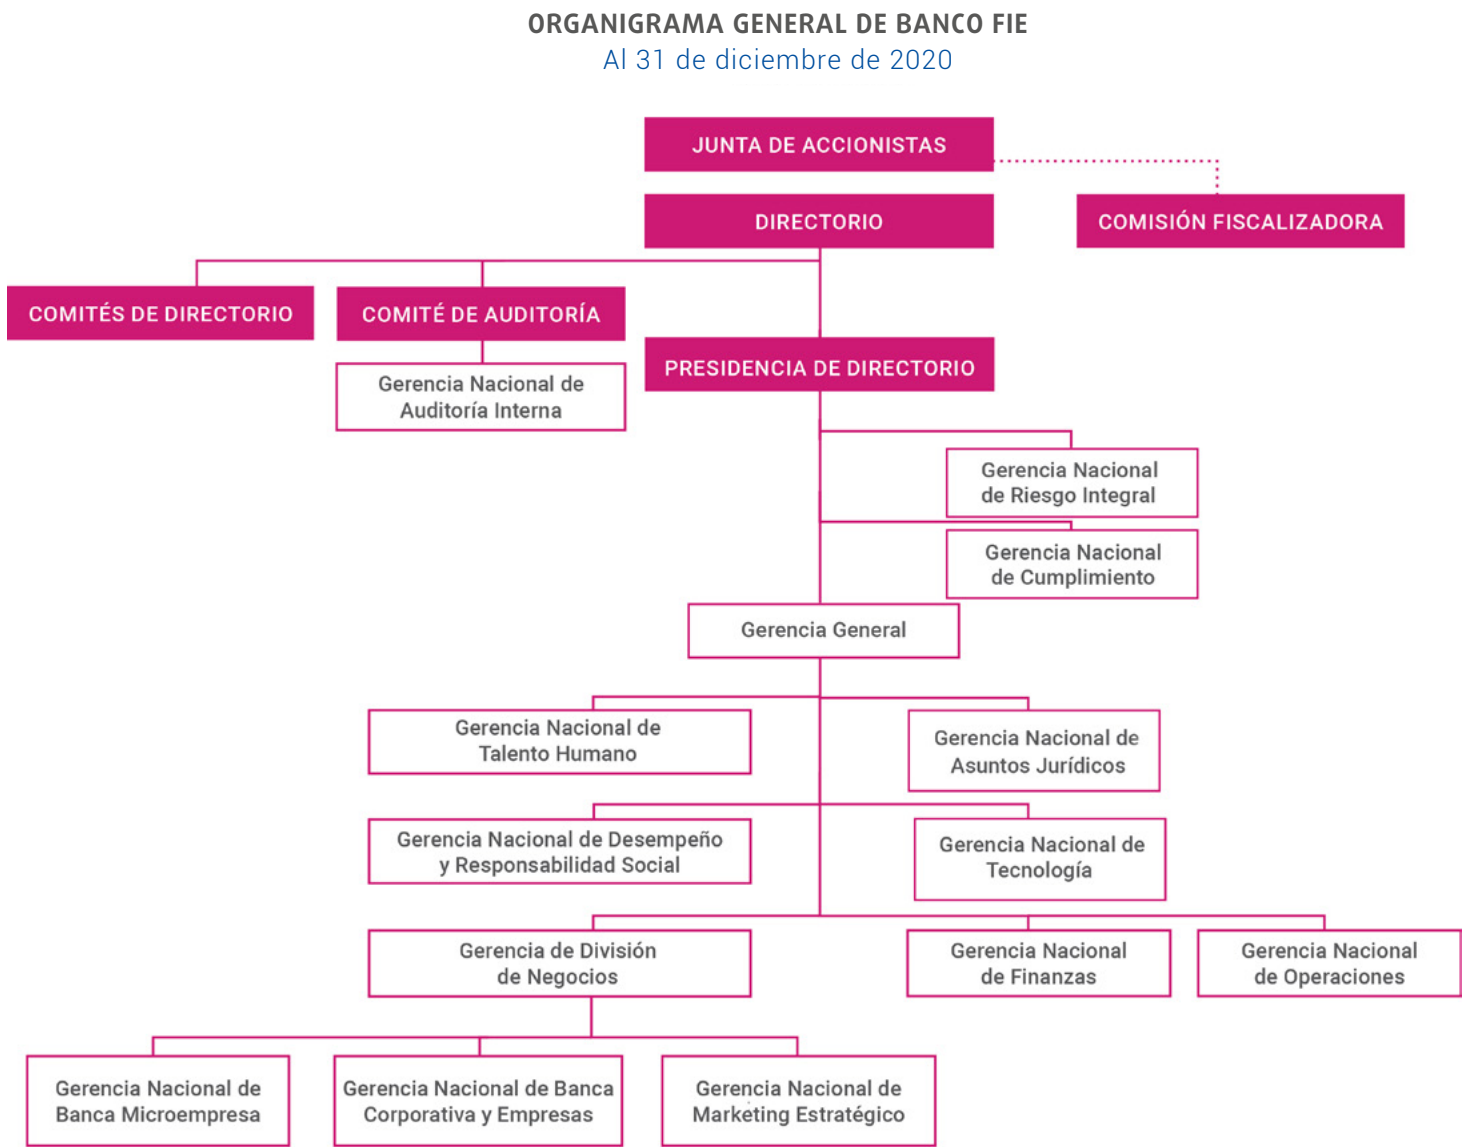 ORGANIGRAMA GENERAL DE BANCO FIE
Al 31 de diciembre de 2020
JUNTA DE ACCIONISTAS
DIRECTORIO
COMISIÓN FISCALIZADORA
COMITÉS DE DIRECTORIO
COMITÉ DE AUDITORÍA
Gerencia Nacional de
Auditoría Interna
PRESIDENCIA DE DIRECTORIO
Gerencia Nacional
de Riesgo Integral
Gerencia Nacional
de Cumplimiento
Gerencia General
Gerencia Nacional de
Talento Humano
Gerencia Nacional de
Asuntos Jurídicos
Gerencia Nacional de Desempeño
y Responsabilidad Social
Gerencia Nacional de
Tecnología
Gerencia de División
de Negocios
Gerencia Nacional
de Finanzas
Gerencia Nacional
de Operaciones
Gerencia Nacional de
Banca Microempresa
Gerencia Nacional de Banca
Corporativa y Empresas
Gerencia Nacional de
Marketing Estratégico